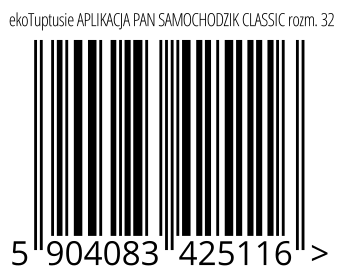 ekoTuptusie APLIKACJA PAN SAMOCHODZIK CLASSIC rozm. 32
5 904083 425116 >